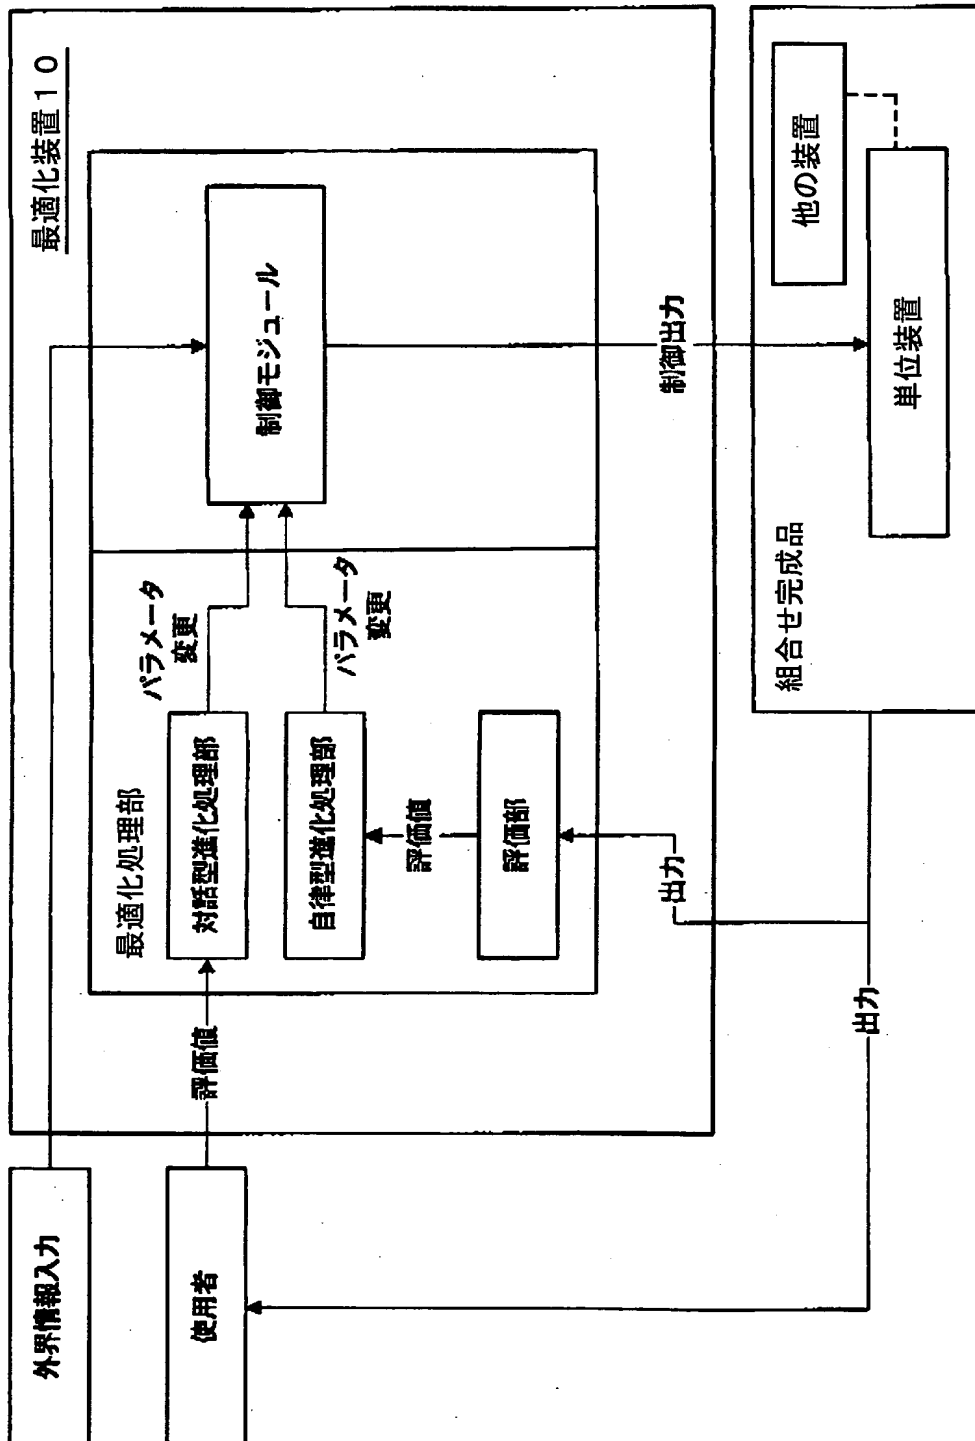 最適化装置１０
外界情報入力
使用者
評価値
最適化処理部
対話型進化処理部
自律型進化処理部
評価値
評価部
パラメータ
変更
パラメータ
変更
制御モジュール
制御出力
出力
出力
組合せ完成品
単位装置
他の装置